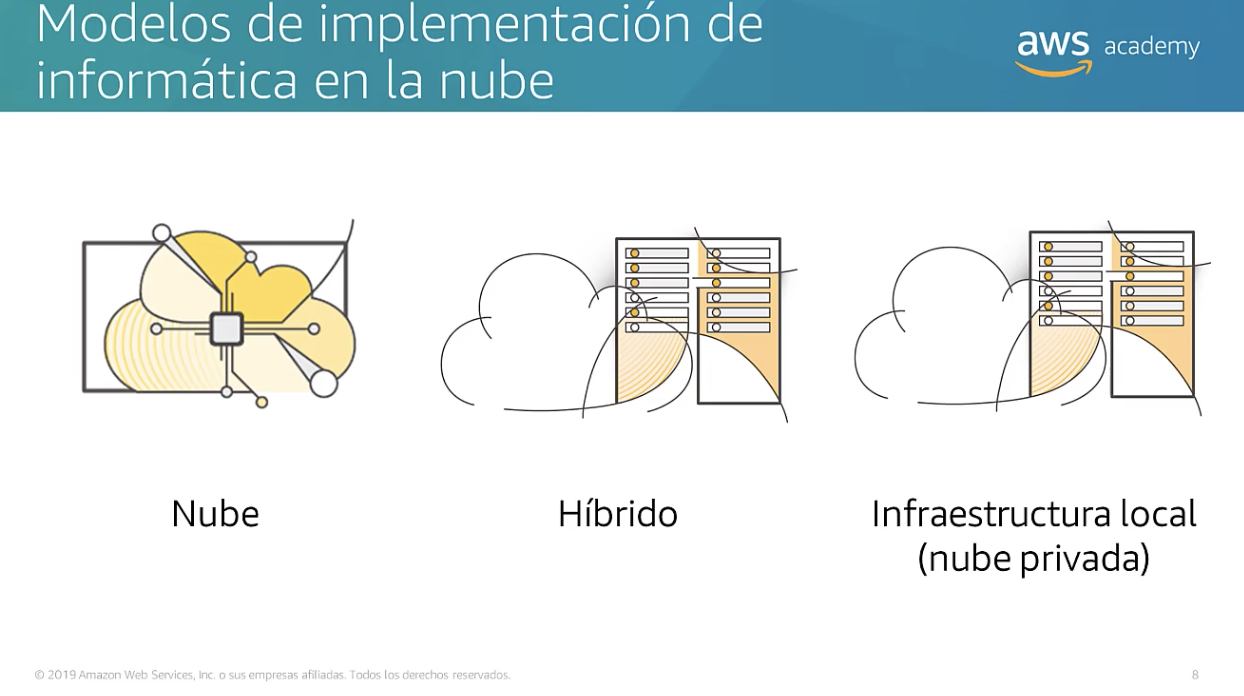 Modelos de implementación de
informática en la nube
aws academy
Nube
Híbrido
Infraestructura local
(nube privada)
© 2019 Amazon Web Services, Inc. o sus empresas afiliadas. Todos los derechos reservados.
8